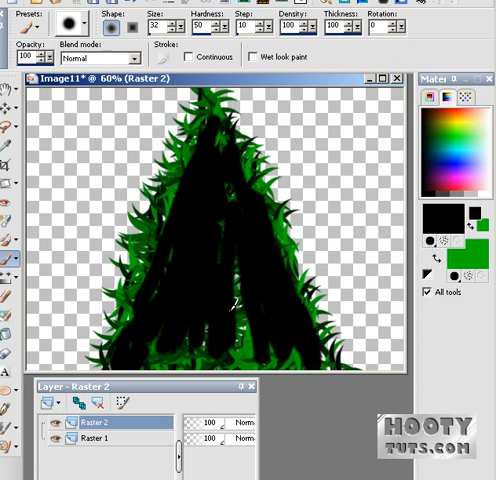 Presets: Shape: Size: Hardness: Step: Density: Thickness: Rotation:
32 50 10 100 100 0
Opacity: Blend mode: Stroke:
100 Normal Continuous Wet look paint
Image11* @ 60% (Raster 2)
Mater
All tools
Layer - Raster 2
Raster 2 100 Norm
Raster 1 100 Norm
HOOTY
TUTS.COM
A